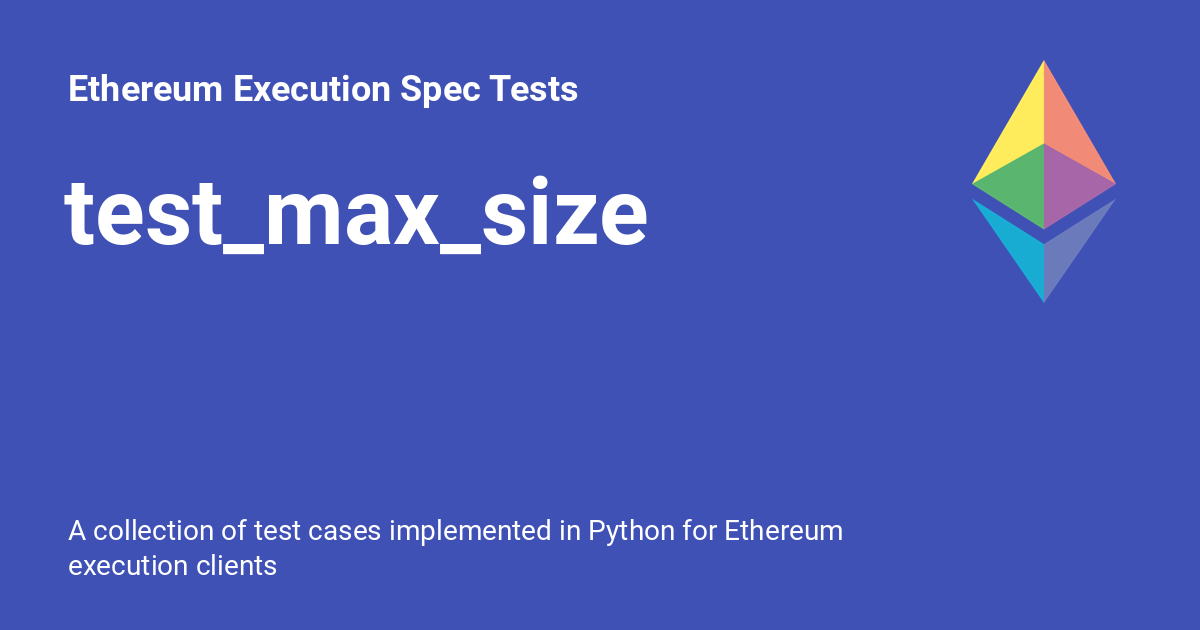 Ethereum Execution Spec Tests
test_max_size
A collection of test cases implemented in Python for Ethereum
execution clients